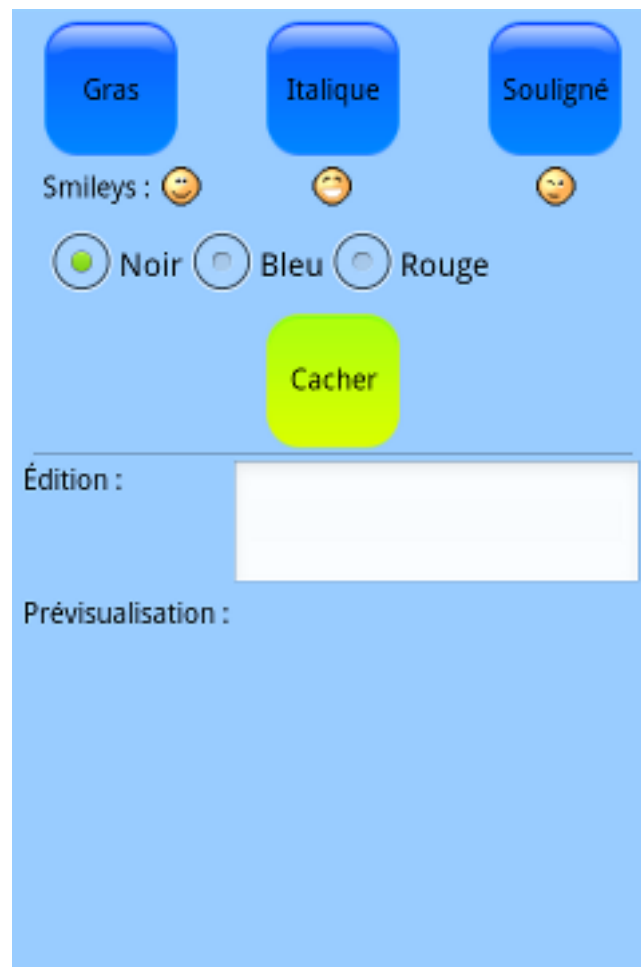 Gras Italique Souligné
Smileys :
Noir Bleu Rouge
Cacher
Édition :
Prévisualisation :